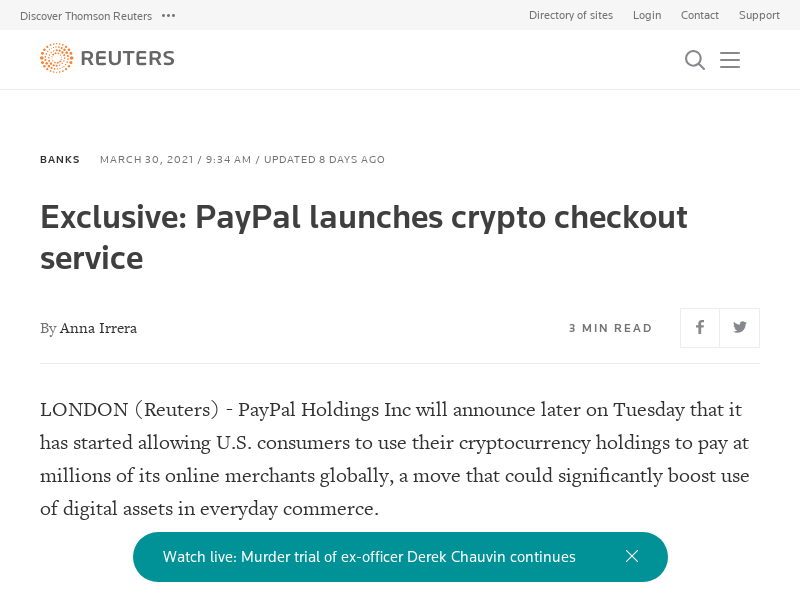 Discover Thomson Reuters •••
Directory of sites Login Contact Support
REUTERS
BANKS MARCH 30, 2021 / 9:34 AM / UPDATED 8 DAYS AGO
Exclusive: PayPal launches crypto checkout
service
By Anna Irrera
3 MIN READ
LONDON (Reuters) - PayPal Holdings Inc will announce later on Tuesday that it
has started allowing U.S. consumers to use their cryptocurrency holdings to pay at
millions of its online merchants globally, a move that could significantly boost use
of digital assets in everyday commerce.
Watch live: Murder trial of ex-officer Derek Chauvin continues